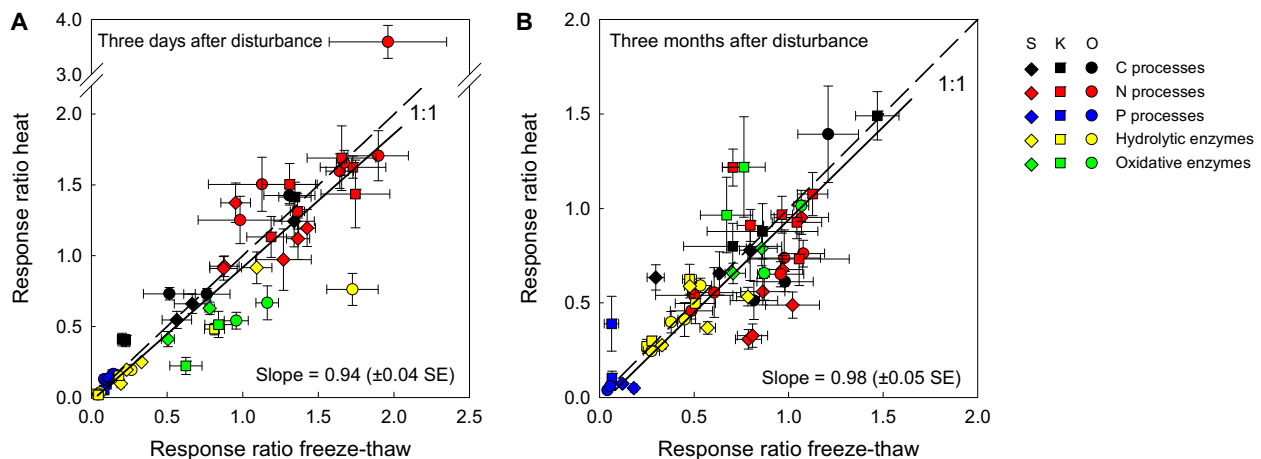 A
Three days after disturbance
4.0
3.0
2.0
1.5
1.0
0.5
0.0
Response ratio heat
1:1
Slope = 0.94 (±0.04 SE)
0.0 0.5 1.0 1.5 2.0 2.5
Response ratio freeze-thaw
B
Three months after disturbance
2.0
1.5
1.0
0.5
0.0
Response ratio heat
1:1
Slope = 0.98 (±0.05 SE)
0.0 0.5 1.0 1.5 2.0
Response ratio freeze-thaw
S K O
C processes
N processes
P processes
Hydrolytic enzymes
Oxidative enzymes